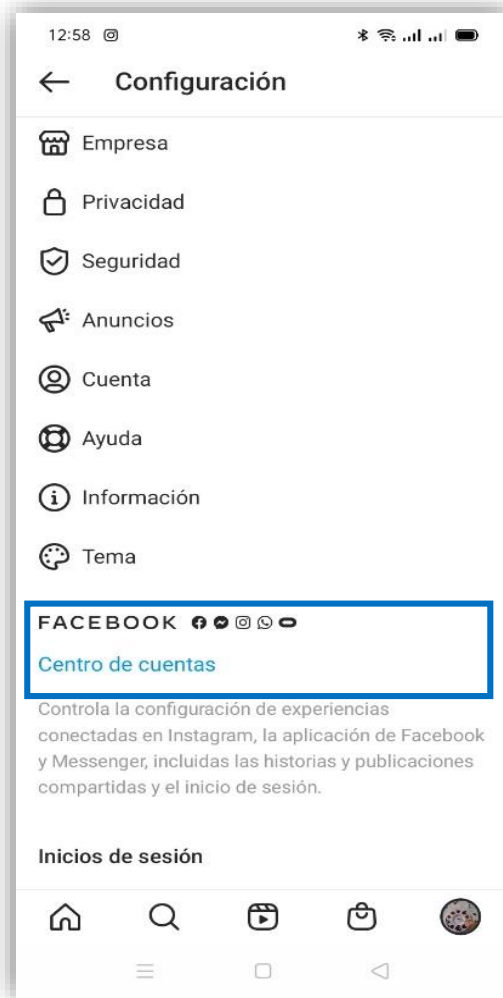 12:58
Configuración
Empresa
Privacidad
Seguridad
Anuncios
Cuenta
Ayuda
Información
Tema
FACEBOOK
Centro de cuentas
Controla la configuración de experiencias
conectadas en Instagram, la aplicación de Facebook
y Messenger, incluidas las historias y publicaciones
compartidas y el inicio de sesión.
Inicios de sesión